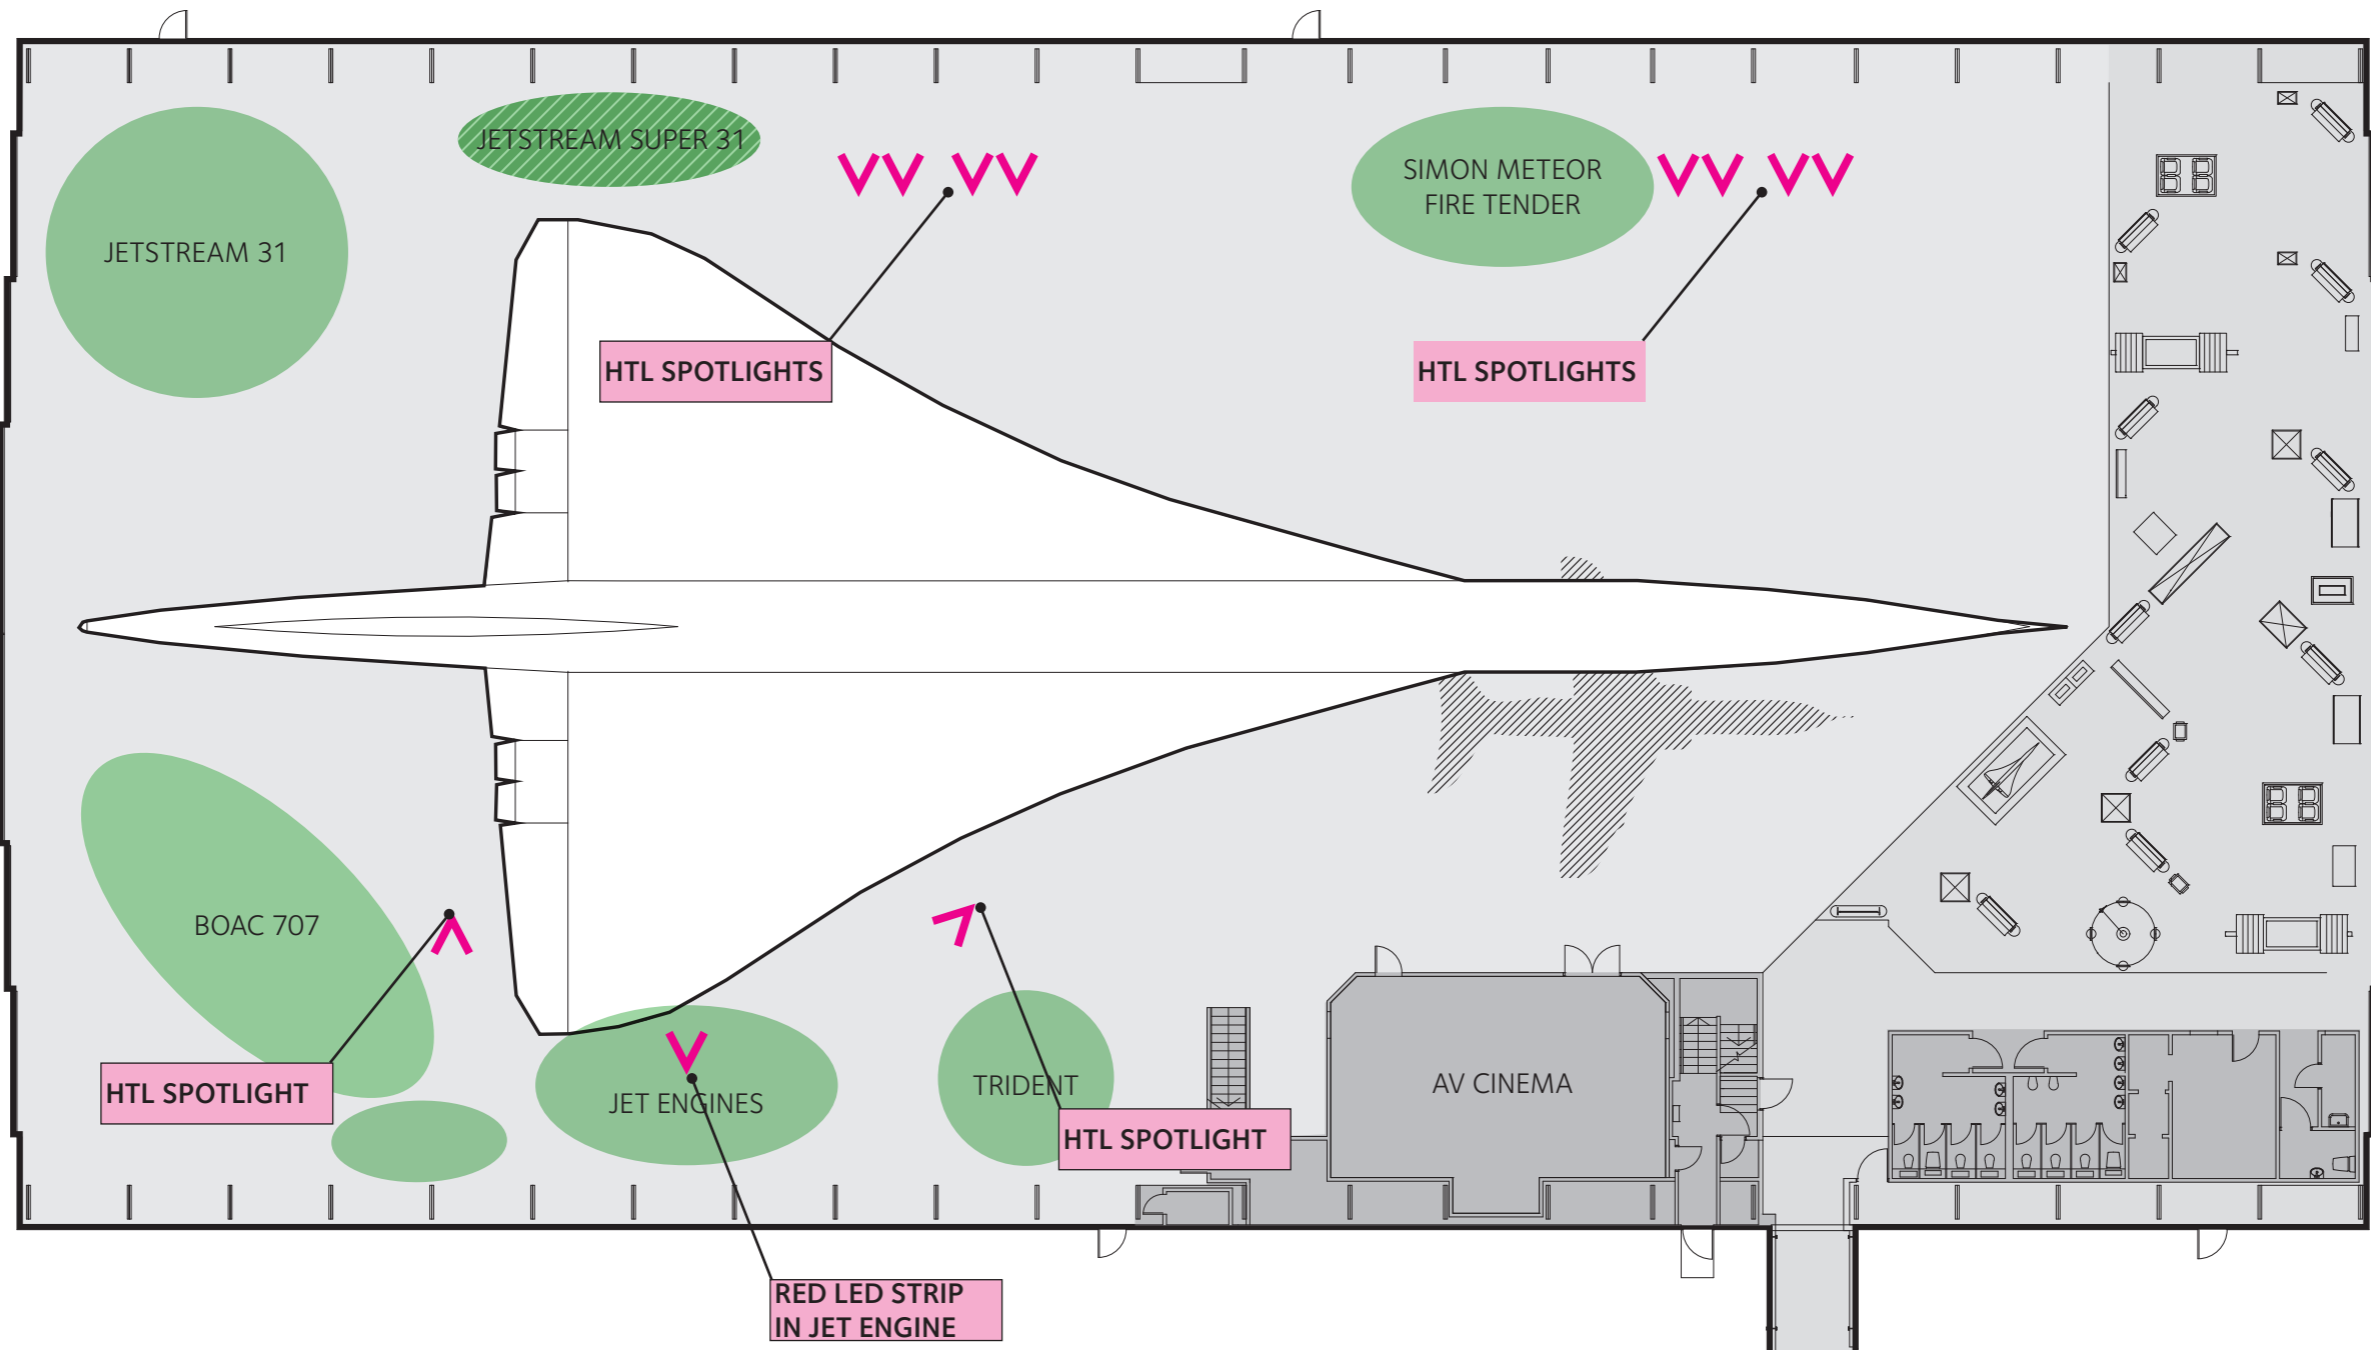 JETSTREAM SUPER 31
SIMON METEOR
FIRE TENDER
JETSTREAM 31
HTL SPOTLIGHTS
HTL SPOTLIGHTS
BOAC 707
HTL SPOTLIGHT
JET ENGINES
TRIDENT
AV CINEMA
HTL SPOTLIGHT
RED LED STRIP
IN JET ENGINE